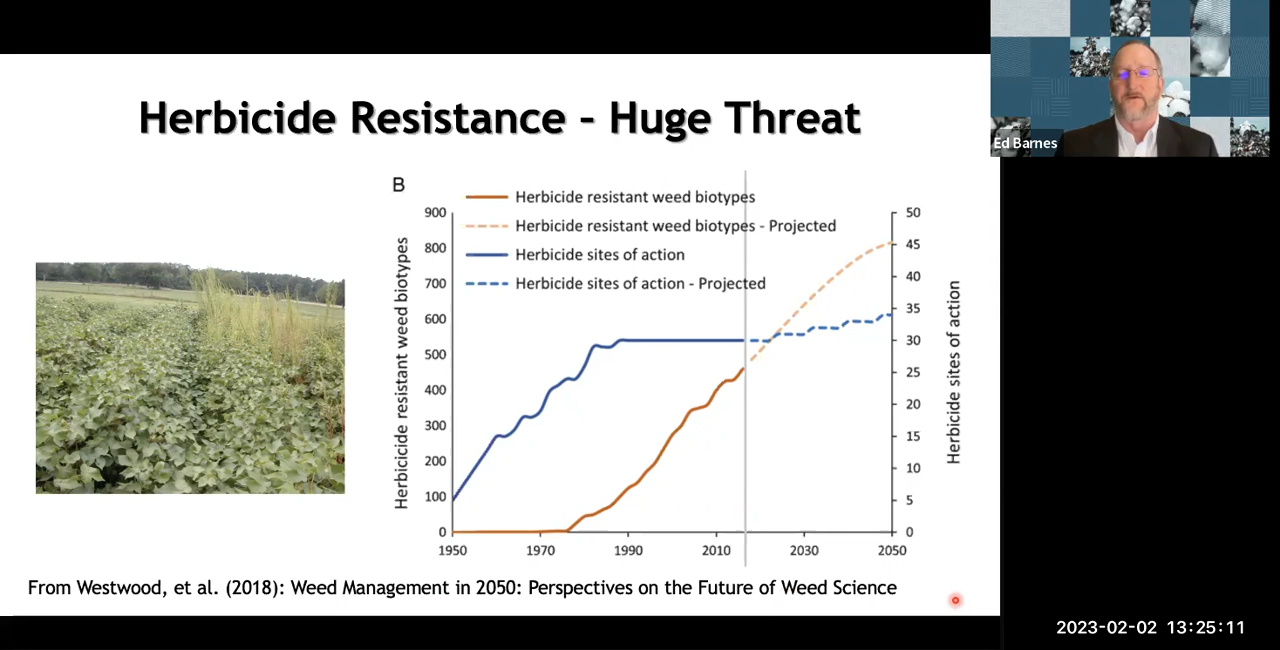 Herbicide Resistance - Huge Threat
Ed Barnes
B
Herbicide resistant weed biotypes
Herbicide resistant weed biotypes - Projected
Herbicide sites of action
Herbicide sites of action - Projected
Herbicicide resistant weed biotypes
900
800
700
600
500
400
300
200
100
0
50
45
40
35
30
25
20
15
10
5
0
Herbicide sites of action
1950 1970 1990 2010 2030 2050
From Westwood, et al. (2018): Weed Management in 2050: Perspectives on the Future of Weed Science
2023-02-02 13:25:11